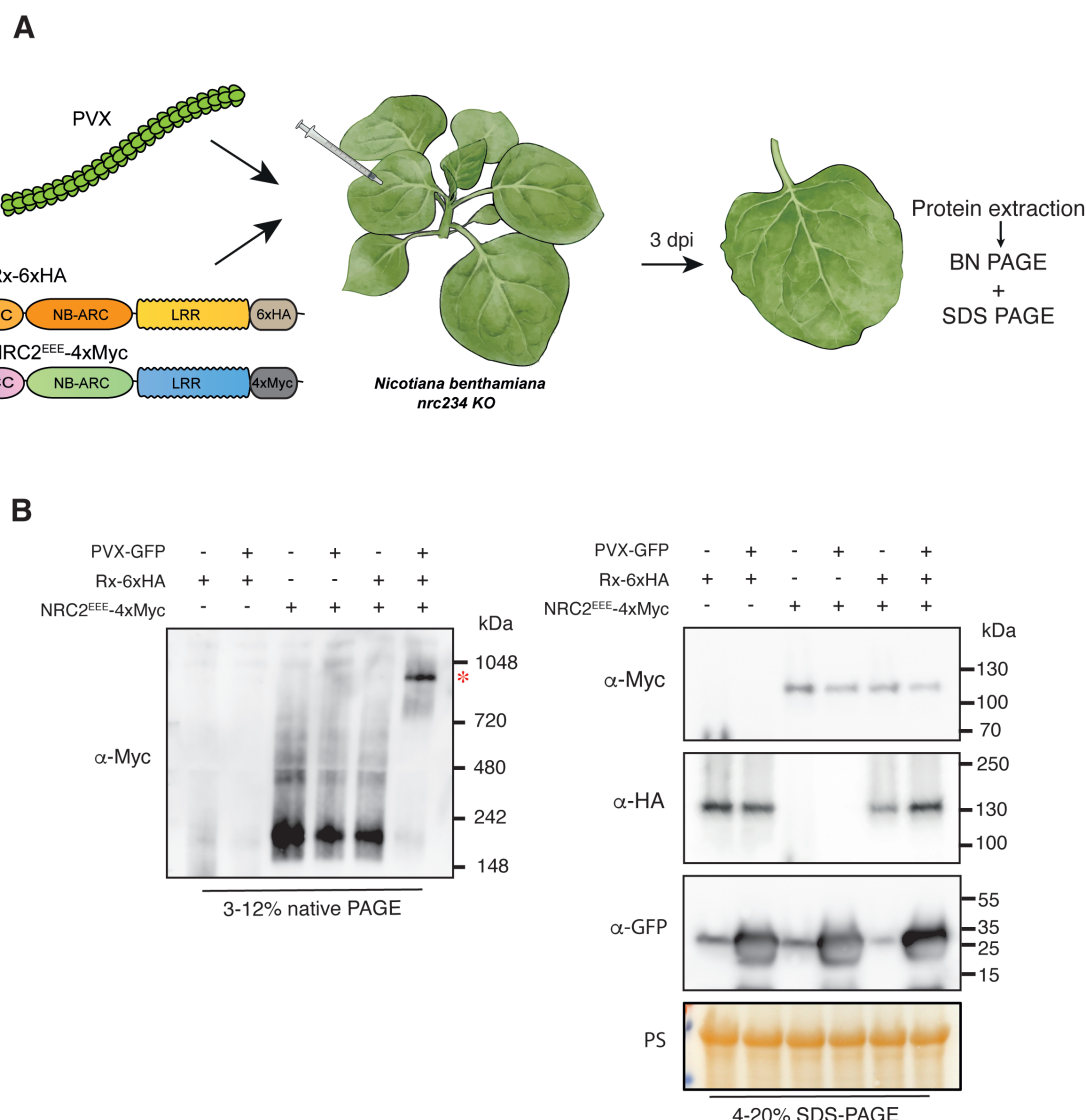 A
PVX
Rx-6xHA
C NB-ARC LRR 6xHA
NRC2ᴱᴱᴱ-4xMyc
CC NB-ARC LRR 4xMyc
Nicotiana benthamiana
nrc234 KO
3 dpi
Protein extraction
BN PAGE
+
SDS PAGE
B
PVX-GFP - + - + - +
Rx-6xHA + + - - + +
NRC2ᴱᴱᴱ-4xMyc - - + + + +
kDa
1048
*
720
480
242
148
α-Myc
3-12% native PAGE
PVX-GFP - + - + - +
Rx-6xHA + + - - + +
NRC2ᴱᴱᴱ-4xMyc - - + + + +
kDa
α-Myc
130
100
70
α-HA
250
130
100
α-GFP
55
35
25
15
PS
4-20% SDS-PAGE